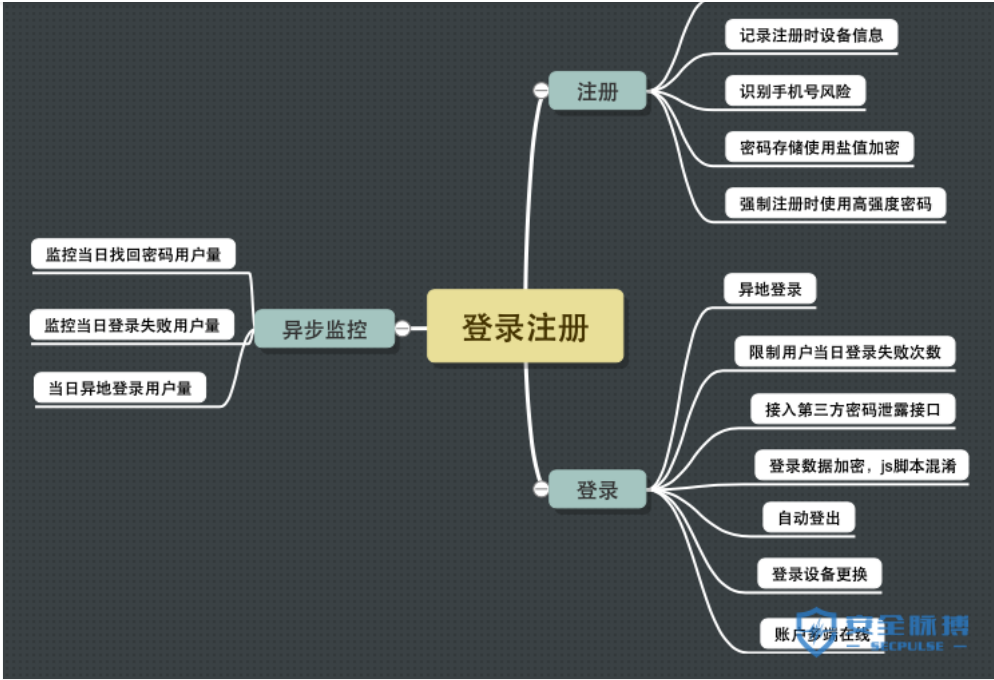 记录注册时设备信息
注册
识别手机号风险
密码存储使用盐值加密
强制注册时使用高强度密码
监控当日找回密码用户量
监控当日登录失败用户量
异步监控
当日异地登录用户量
登录注册
异地登录
限制用户当日登录失败次数
接入第三方密码泄露接口
登录数据加密，js脚本混淆
登录
自动登出
登录设备更换
账户多端在线
安全脉搏
SECPULSE